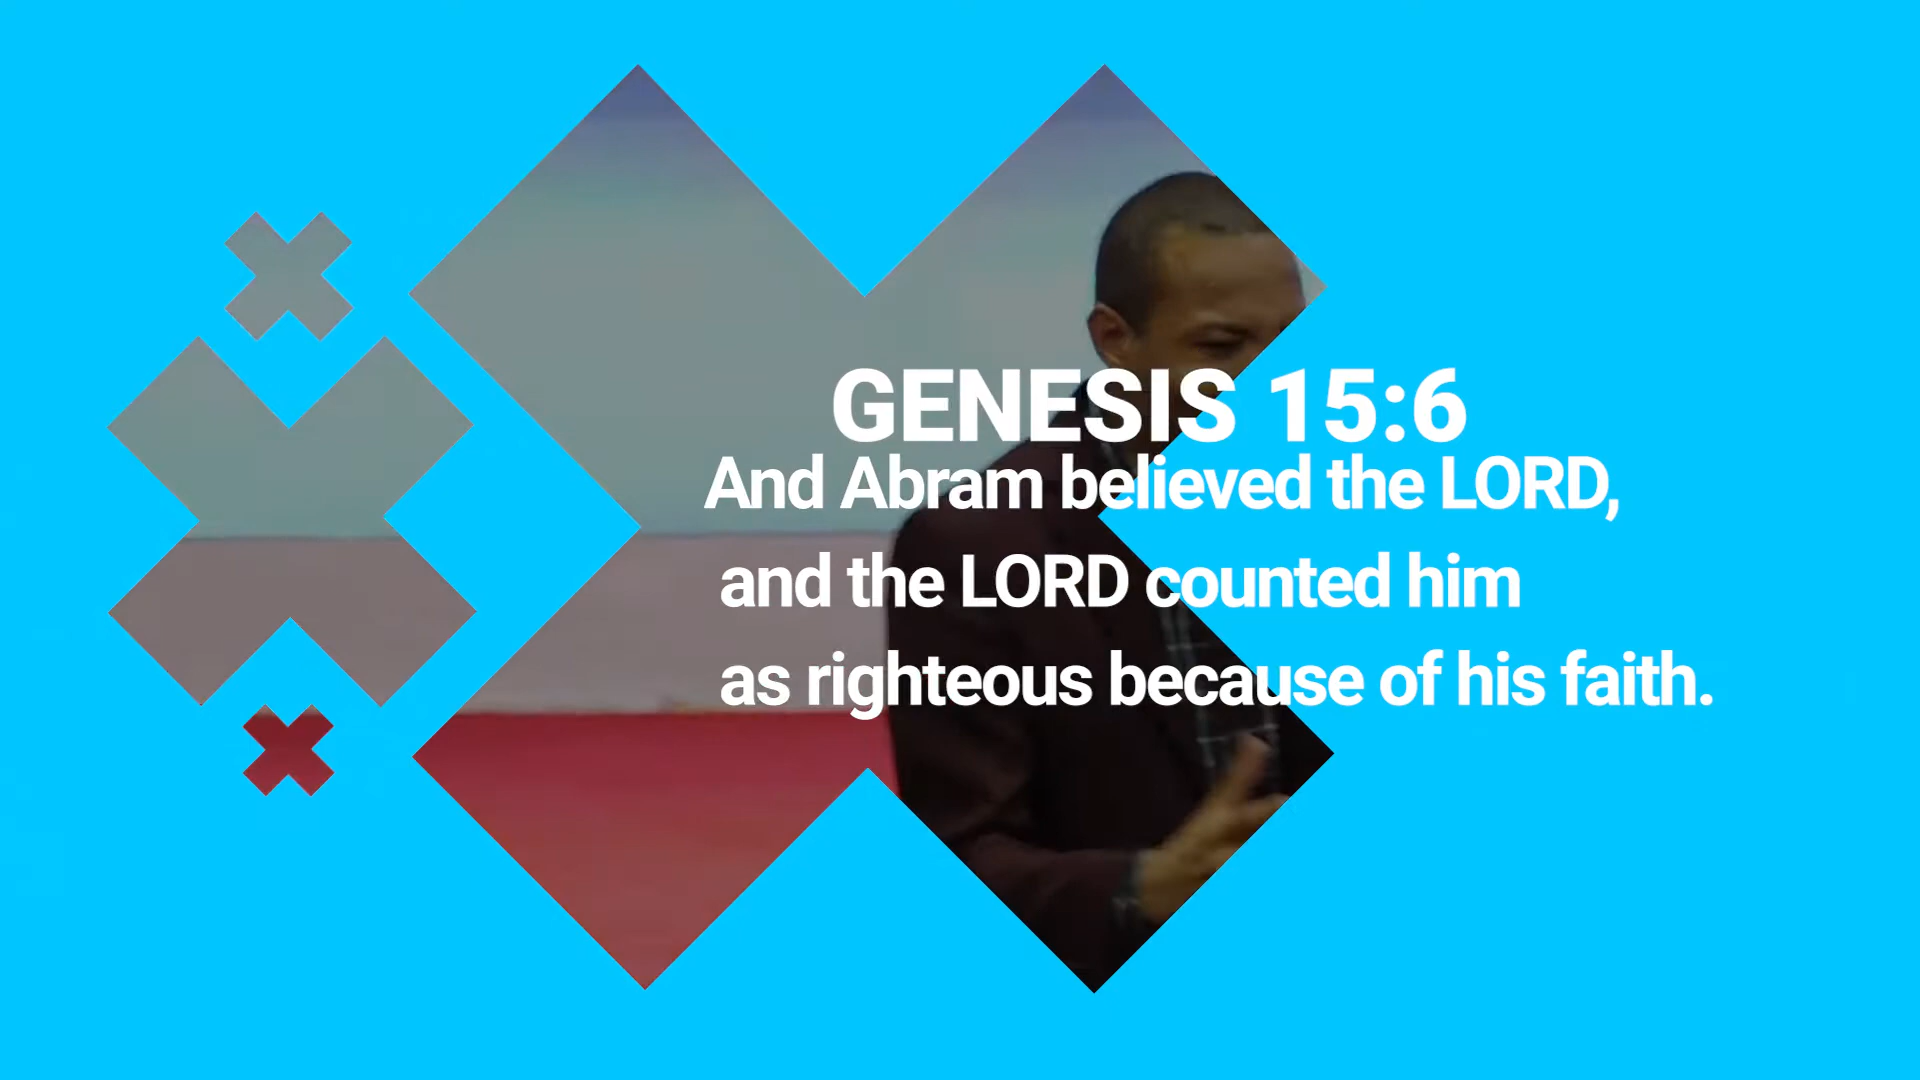 GENESIS 15:6
And Abram believed the LORD,
and the LORD counted him
as righteous because of his faith.